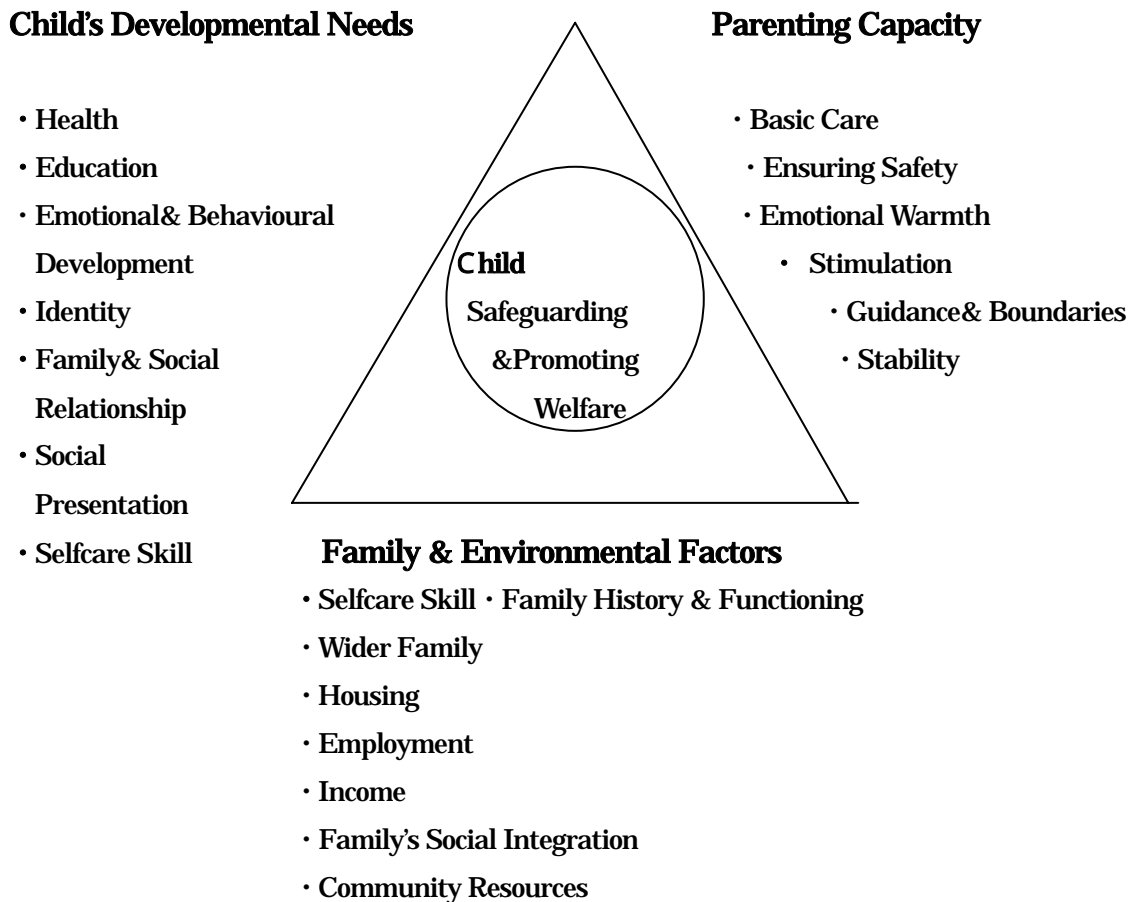 Child's Developmental Needs
・Health
・Education
・Emotional& Behavioural
Development
・Identity
・Family& Social
Relationship
・Social
Presentation
・Selfcare Skill
Parenting Capacity
・Basic Care
・Ensuring Safety
・Emotional Warmth
・ Stimulation
・Guidance& Boundaries
・Stability
Child
Safeguarding
&Promoting
Welfare
Family & Environmental Factors
・Selfcare Skill・Family History & Functioning
・Wider Family
・Housing
・Employment
・Income
・Family's Social Integration
・Community Resources